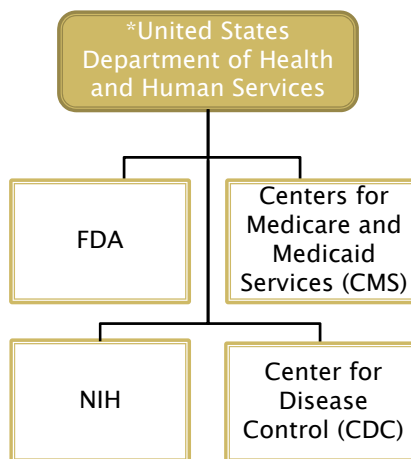 *United States
Department of Health
and Human Services
FDA
Centers for
Medicare and
Medicaid
Services (CMS)
NIH
Center for
Disease
Control (CDC)